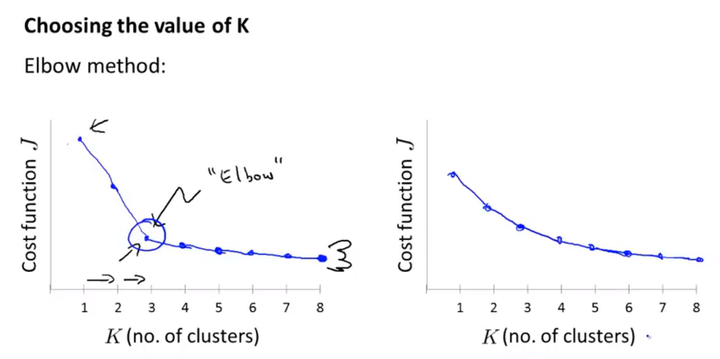 Choosing the value of K
Elbow method:
"Elbow"
Cost function J
1 2 3 4 5 6 7 8
K (no. of clusters)
Cost function J
1 2 3 4 5 6 7 8
K (no. of clusters)